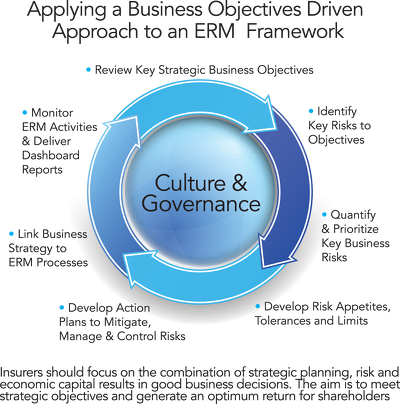 Applying a Business Objectives Driven
Approach to an ERM Framework
• Review Key Strategic Business Objectives
• Identify
Key Risks to
Objectives
• Quantify
& Prioritize
Key Business
Risks
• Develop Risk Appetites,
Tolerances and Limits
• Develop Action
Plans to Mitigate,
Manage & Control Risks
• Link Business
Strategy to
ERM Processes
• Monitor
ERM Activities
& Deliver
Dashboard
Reports
Culture &
Governance
Insurers should focus on the combination of strategic planning, risk and
economic capital results in good business decisions. The aim is to meet
strategic objectives and generate an optimum return for shareholders